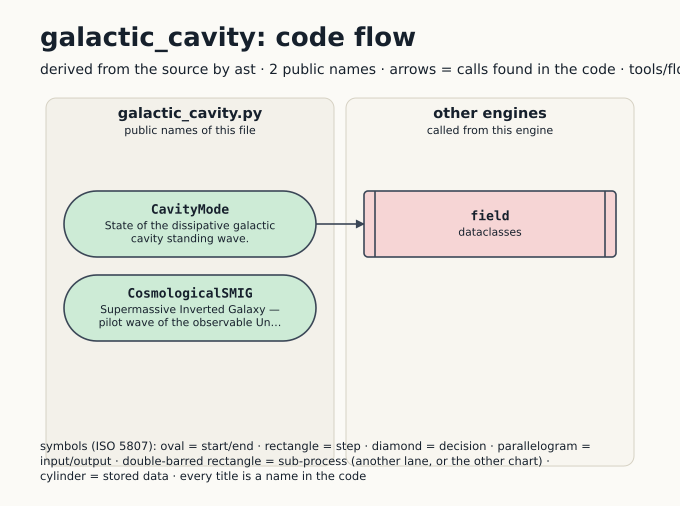 galactic_cavity: code flow
derived from the source by ast · 2 public names · arrows = calls found in the code ·
galactic_cavity.py
public names of this file
other engines
called from this engine
CavityMode
State of the dissipative galactic
cavity standing wave.
field
dataclasses
CosmologicalSMIG
Supermassive Inverted Galaxy —
pilot wave of the observable Un…
symbols (ISO 5807): oval = start/end · rectangle = step · diamond = decision · parallelogram =
input/output · double-barred rectangle = sub-process (another lane, or the other chart) ·
cylinder = stored data · every title is a name in the code